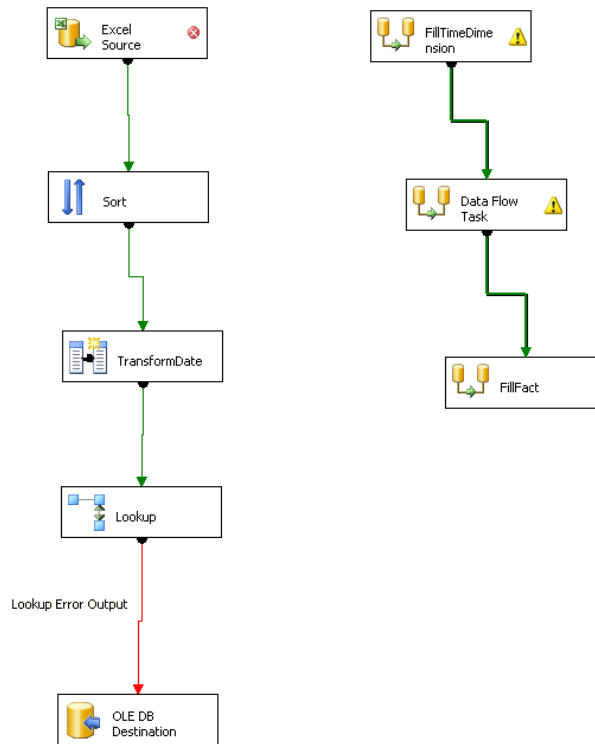 Excel
Source
Sort
TransformDate
Lookup
Lookup Error Output
OLE DB
Destination
FillTimeDime
nsion
Data Flow
Task
FillFact